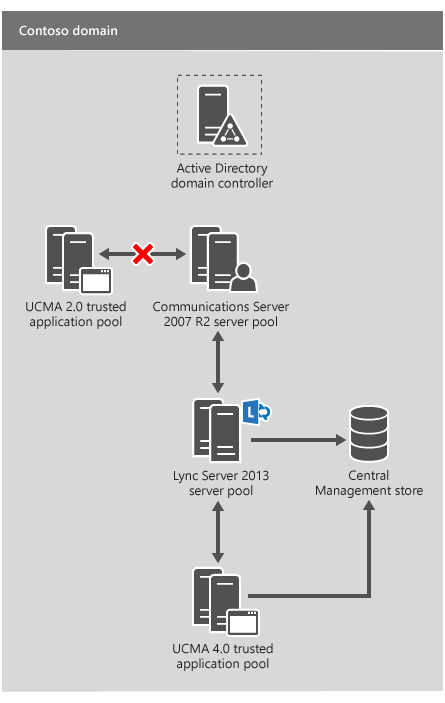 Contoso domain
Active Directory
domain controller
UCMA 2.0 trusted
application pool
Communications Server
2007 R2 server pool
L
Lync Server 2013
server pool
Central
Management store
UCMA 4.0 trusted
application pool